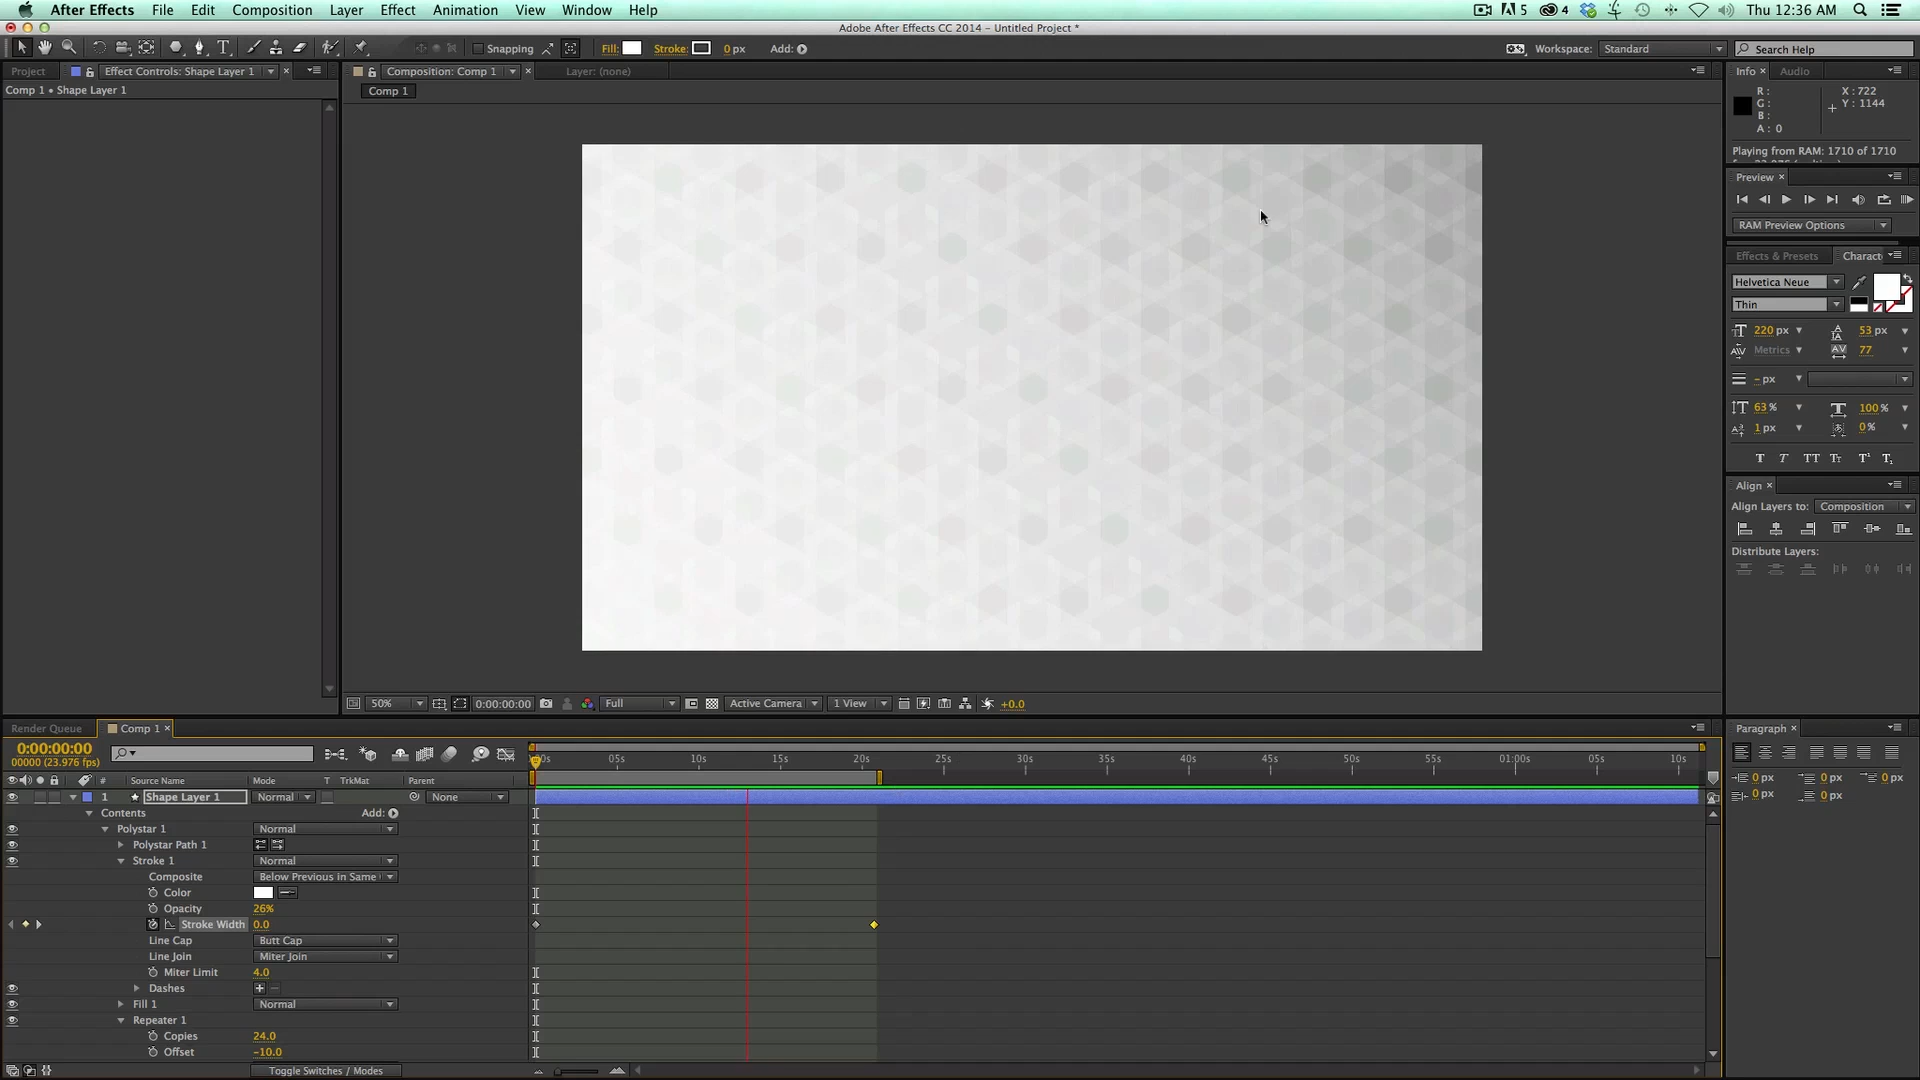 After Effects File Edit Composition Layer Effect Animation View Window Help 5 4 Thu 12:36 AM
Adobe After Effects CC 2014 – Untitled Project *
Snapping Fill: Stroke: 0 px Add: Workspace: Standard Search Help
Project Effect Controls: Shape Layer 1 × Composition: Comp 1 × Layer: (none) Info × Audio
Comp 1 • Shape Layer 1 Comp 1
R : X : 722
G : Y : 1144
B :
A : 0
Playing from RAM: 1710 of 1710
Preview ×
RAM Preview Options
Effects & Presets Charact
Helvetica Neue
Thin
220 px 53 px
Metrics 77
– px
63 % 100 %
1 px 0 %
T T TT Tt T¹ T₁
Align ×
Align Layers to: Composition
Distribute Layers:
50% 0:00:00:00 Full Active Camera 1 View +0.0
Render Queue Comp 1 × Paragraph ×
0:00:00:00
00000 (23.976 fps)
00s 05s 10s 15s 20s 25s 30s 35s 40s 45s 50s 55s 01:00s 05s 10s
# Source Name Mode T TrkMat Parent
0 px 0 px 0 px
0 px 0 px
1 Shape Layer 1 Normal None
Contents Add:
Polystar 1 Normal
Polystar Path 1
Stroke 1 Normal
Composite Below Previous in Same
Color
Opacity 26%
Stroke Width 0.0
Line Cap Butt Cap
Line Join Miter Join
Miter Limit 4.0
Dashes + –
Fill 1 Normal
Repeater 1
Copies 24.0
Offset –10.0
Toggle Switches / Modes